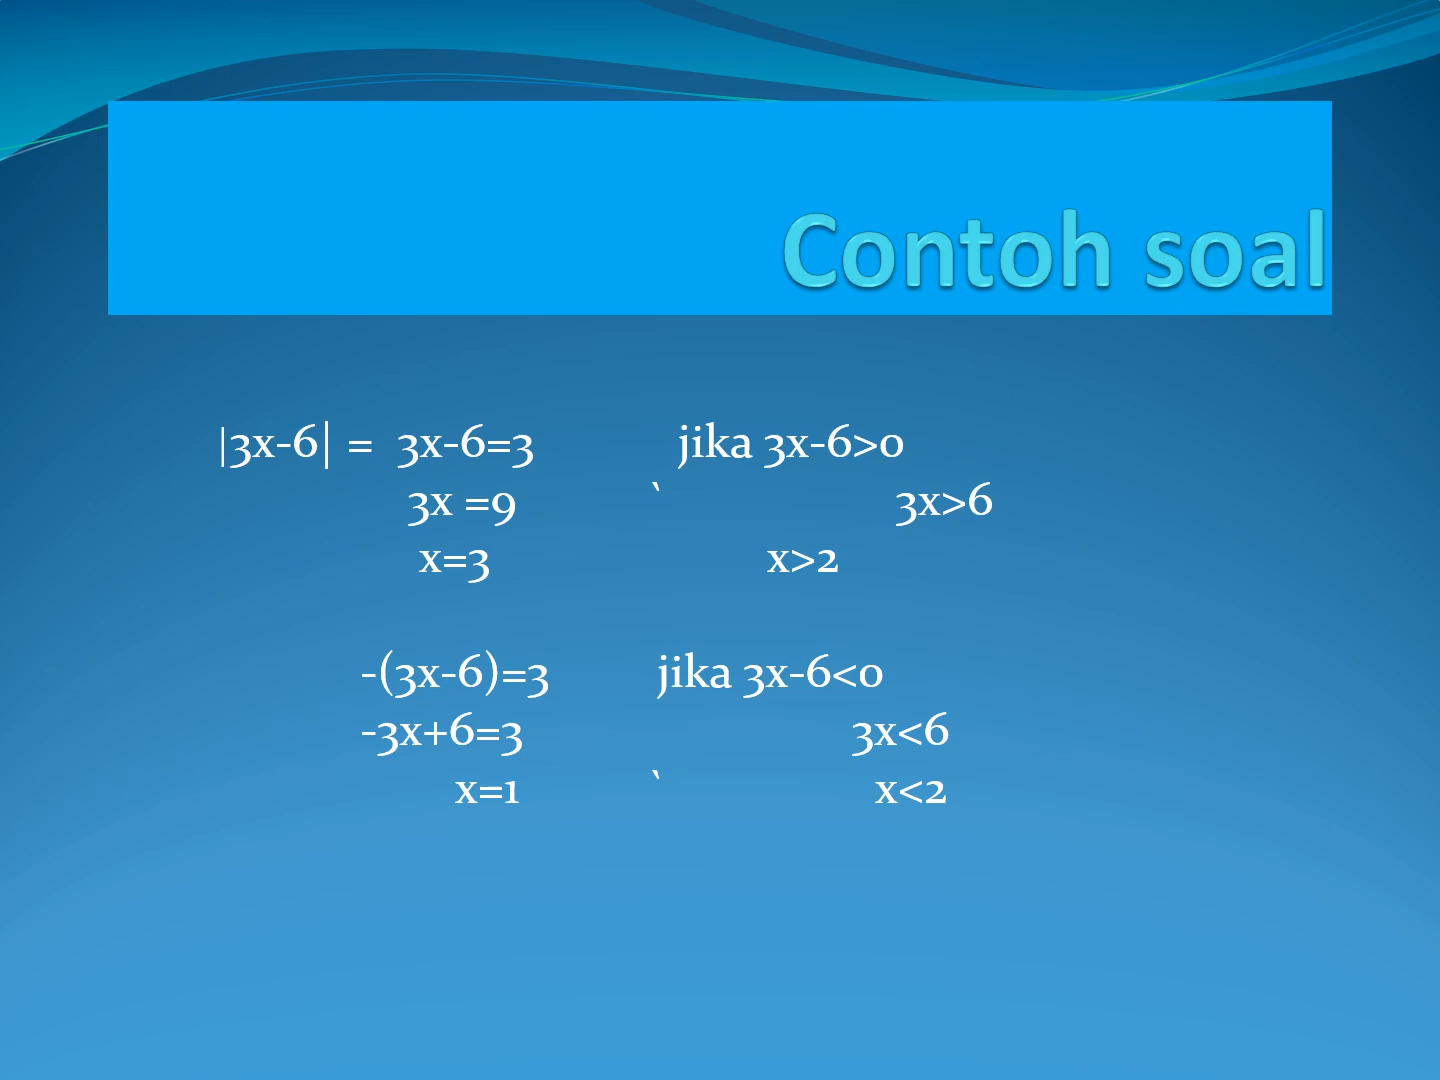 Contoh soal
|3x-6| = 3x-6=3 jika 3x-6>0
3x =9 ` 3x>6
x=3 x>2
-(3x-6)=3 jika 3x-6<0
-3x+6=3 3x<6
x=1 ` x<2